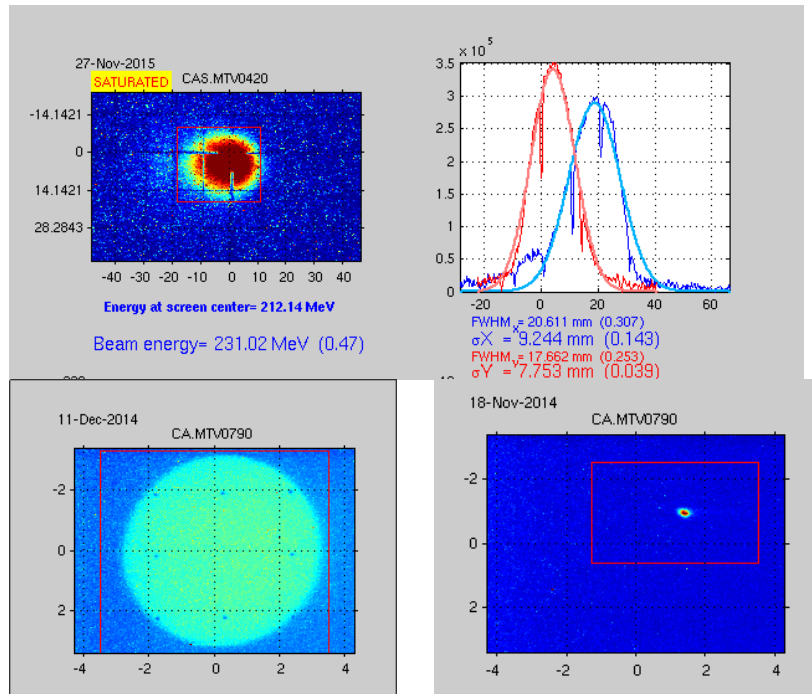 27-Nov-2015
SATURATED CAS.MTV0420
-14.1421
0
14.1421
28.2843
-40 -30 -20 -10 0 10 20 30 40
Energy at screen center= 212.14 MeV
Beam energy= 231.02 MeV (0.47)
x 10^5
3.5
3
2.5
2
1.5
1
0.5
0
-20 0 20 40 60
FWHM_x= 20.611 mm (0.307)
σX = 9.244 mm (0.143)
FWHM_y= 17.662 mm (0.253)
σY = 7.753 mm (0.039)
11-Dec-2014
CA.MTV0790
-2
0
2
-4 -2 0 2 4
18-Nov-2014
CA.MTV0790
-2
0
2
-4 -2 0 2 4